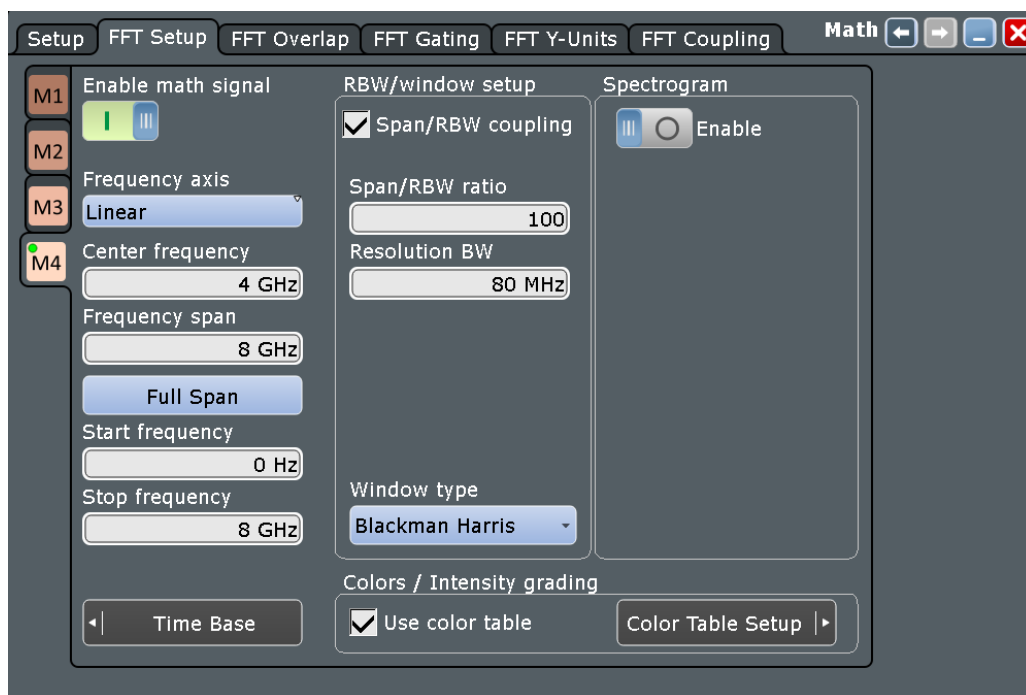 Setup FFT Setup FFT Overlap FFT Gating FFT Y-Units FFT Coupling Math
M1
M2
M3
M4
Enable math signal
Frequency axis
Linear
Center frequency
4 GHz
Frequency span
8 GHz
Full Span
Start frequency
0 Hz
Stop frequency
8 GHz
Time Base
RBW/window setup
Span/RBW coupling
Span/RBW ratio
100
Resolution BW
80 MHz
Window type
Blackman Harris
Spectrogram
Enable
Colors / Intensity grading
Use color table
Color Table Setup